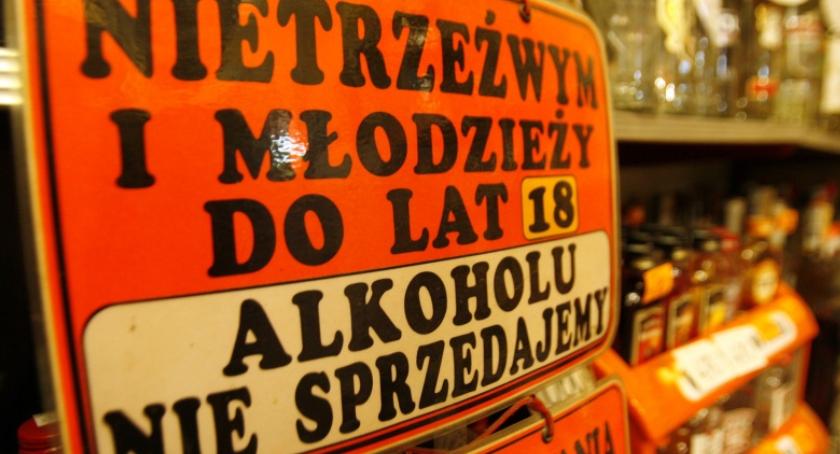 NIETRZEŹWYM
I MŁODZIEŻY
DO LAT 18
ALKOHOLU
NIE SPRZEDAJEMY